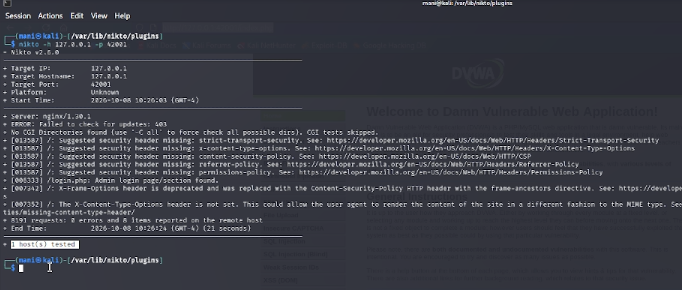 mani@kali: /var/lib/nikto/plugins
Session Actions Edit View Help
(mani㉿kali)-[/var/lib/nikto/plugins]
$ nikto -h 127.0.0.1 -p 42001
- Nikto v2.6.0
+ Target IP: 127.0.0.1
+ Target Hostname: 127.0.0.1
+ Target Port: 42001
+ Platform: Unknown
+ Start Time: 2026-10-08 10:26:03 (GMT-4)
+ Server: nginx/1.30.1
+ ERROR: Failed to check for updates: 403
+ No CGI Directories found (use '-C all' to force check all possible dirs). CGI tests skipped.
+ [013587] /: Suggested security header missing: strict-transport-security. See: https://developer.mozilla.org/en-US/docs/Web/HTTP/Headers/Strict-Transport-Security
+ [013587] /: Suggested security header missing: x-content-type-options. See: https://developer.mozilla.org/en-US/docs/Web/HTTP/Headers/X-Content-Type-Options
+ [013587] /: Suggested security header missing: content-security-policy. See: https://developer.mozilla.org/en-US/docs/Web/HTTP/CSP
+ [013587] /: Suggested security header missing: referrer-policy. See: https://developer.mozilla.org/en-US/docs/Web/HTTP/Headers/Referrer-Policy
+ [013587] /: Suggested security header missing: permissions-policy. See: https://developer.mozilla.org/en-US/docs/Web/HTTP/Headers/Permissions-Policy
+ [006333] /login.php: Admin login page/section found.
+ [007342] /: X-Frame-Options header is deprecated and was replaced with the Content-Security-Policy HTTP header with the frame-ancestors directive. See: https://develope
s
+ [007352] /: The X-Content-Type-Options header is not set. This could allow the user agent to render the content of the site in a different fashion to the MIME type. See
ties/missing-content-type-header/
+ 8191 requests: 0 errors and 8 items reported on the remote host
+ End Time: 2026-10-08 10:26:24 (GMT-4) (21 seconds)
+ 1 host(s) tested
(mani㉿kali)-[/var/lib/nikto/plugins]
$
DVWA
Welcome to Damn Vulnerable Web Application!